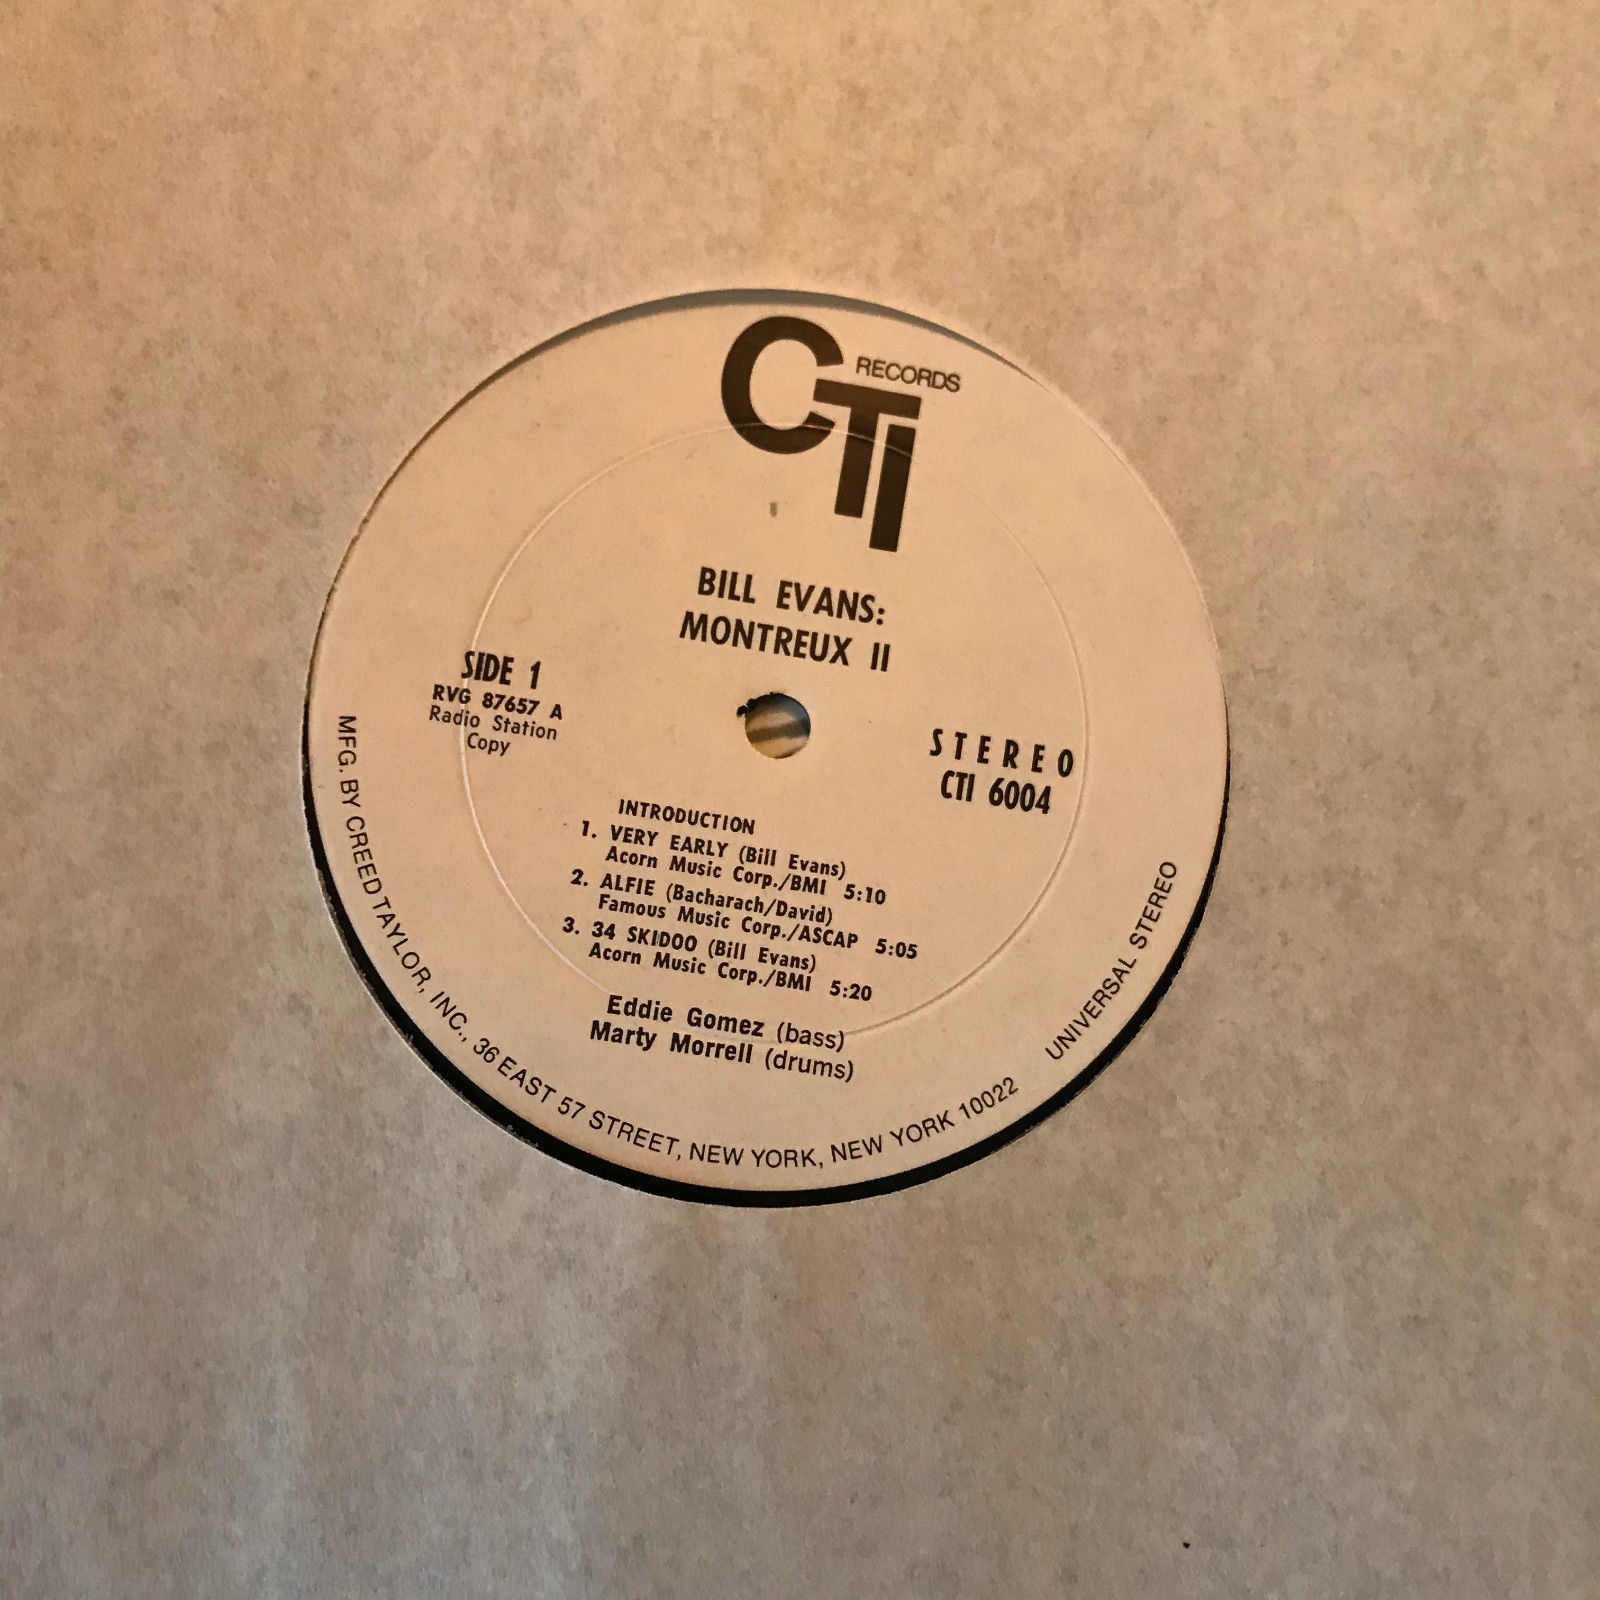 CTI RECORDS
BILL EVANS:
MONTREUX II
SIDE 1
RVG 87657 A
Radio Station
Copy
STEREO
CTI 6004
INTRODUCTION
1. VERY EARLY (Bill Evans)
Acorn Music Corp./BMI 5:10
2. ALFIE (Bacharach/David)
Famous Music Corp./ASCAP 5:05
3. 34 SKIDOO (Bill Evans)
Acorn Music Corp./BMI 5:20
Eddie Gomez (bass)
Marty Morrell (drums)
MFG. BY CREED TAYLOR, INC., 36 EAST 57 STREET, NEW YORK, NEW YORK 10022 UNIVERSAL STEREO